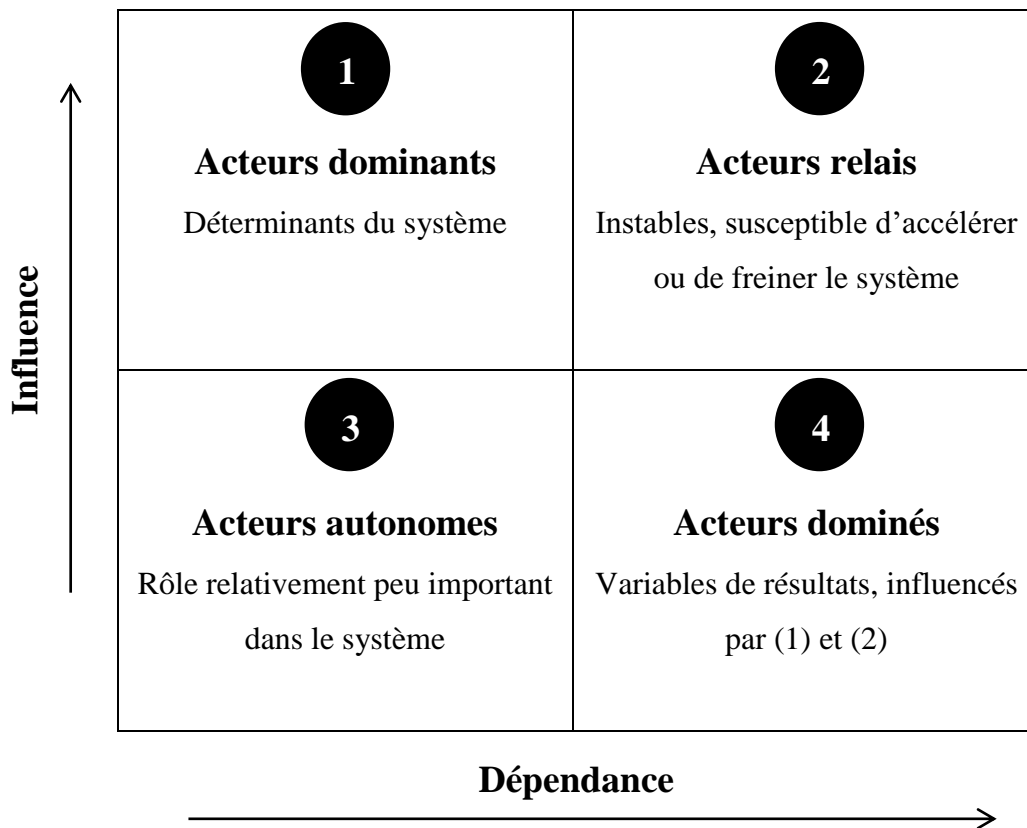 1
Acteurs dominants
Déterminants du système
2
Acteurs relais
Instables, susceptible d’accélérer
ou de freiner le système
Influence
3
Acteurs autonomes
Rôle relativement peu important
dans le système
4
Acteurs dominés
Variables de résultats, influencés
par (1) et (2)
Dépendance